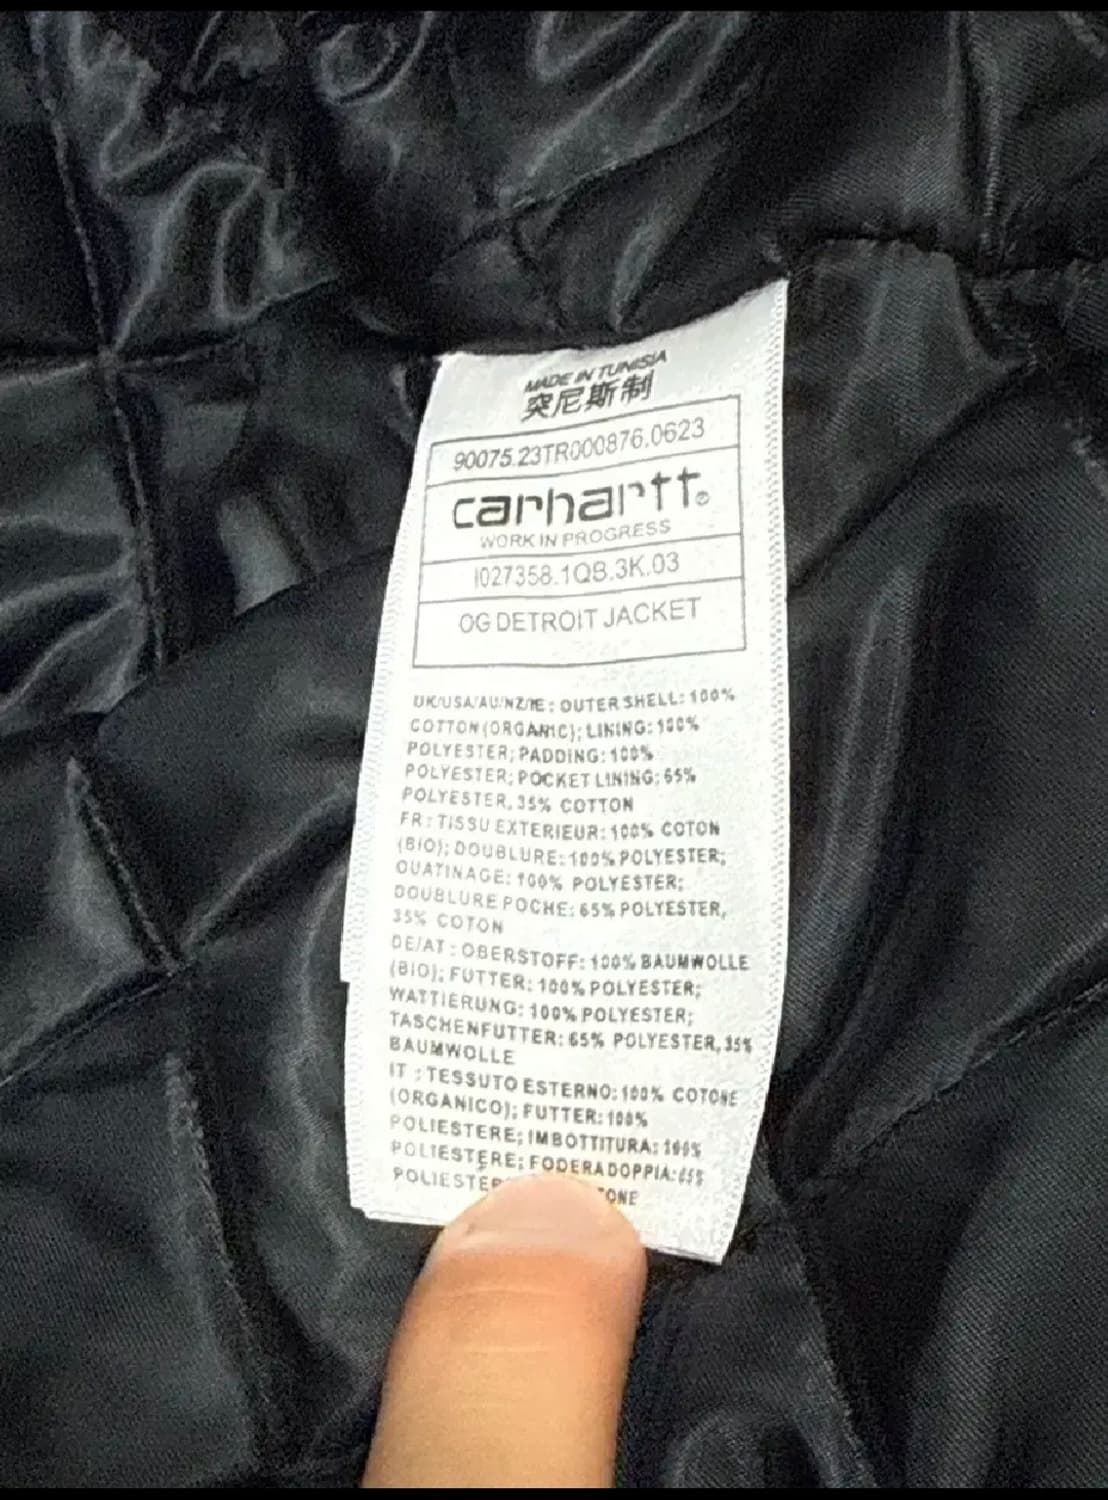 MADE IN TUNISIA
突尼斯制
90075.23TR000876.0623
carhartt®
WORK IN PROGRESS
I027358.1QB.3K.03
OG DETROIT JACKET
UK/USA/AU/NZ/IE : OUTER SHELL: 100%
COTTON (ORGANIC); LINING: 100%
POLYESTER; PADDING: 100%
POLYESTER; POCKET LINING: 65%
POLYESTER, 35% COTTON
FR : TISSU EXTERIEUR: 100% COTON
(BIO); DOUBLURE: 100% POLYESTER;
OUATINAGE: 100% POLYESTER;
DOUBLURE POCHE: 65% POLYESTER,
35% COTON
DE/AT : OBERSTOFF: 100% BAUMWOLLE
(BIO); FUTTER: 100% POLYESTER;
WATTIERUNG: 100% POLYESTER;
TASCHENFUTTER: 65% POLYESTER, 35%
BAUMWOLLE
IT : TESSUTO ESTERNO: 100% COTONE
(ORGANICO); FUTTER: 100%
POLIESTERE; IMBOTTITURA: 100%
POLIESTERE; FODERA DOPPIA: 65%